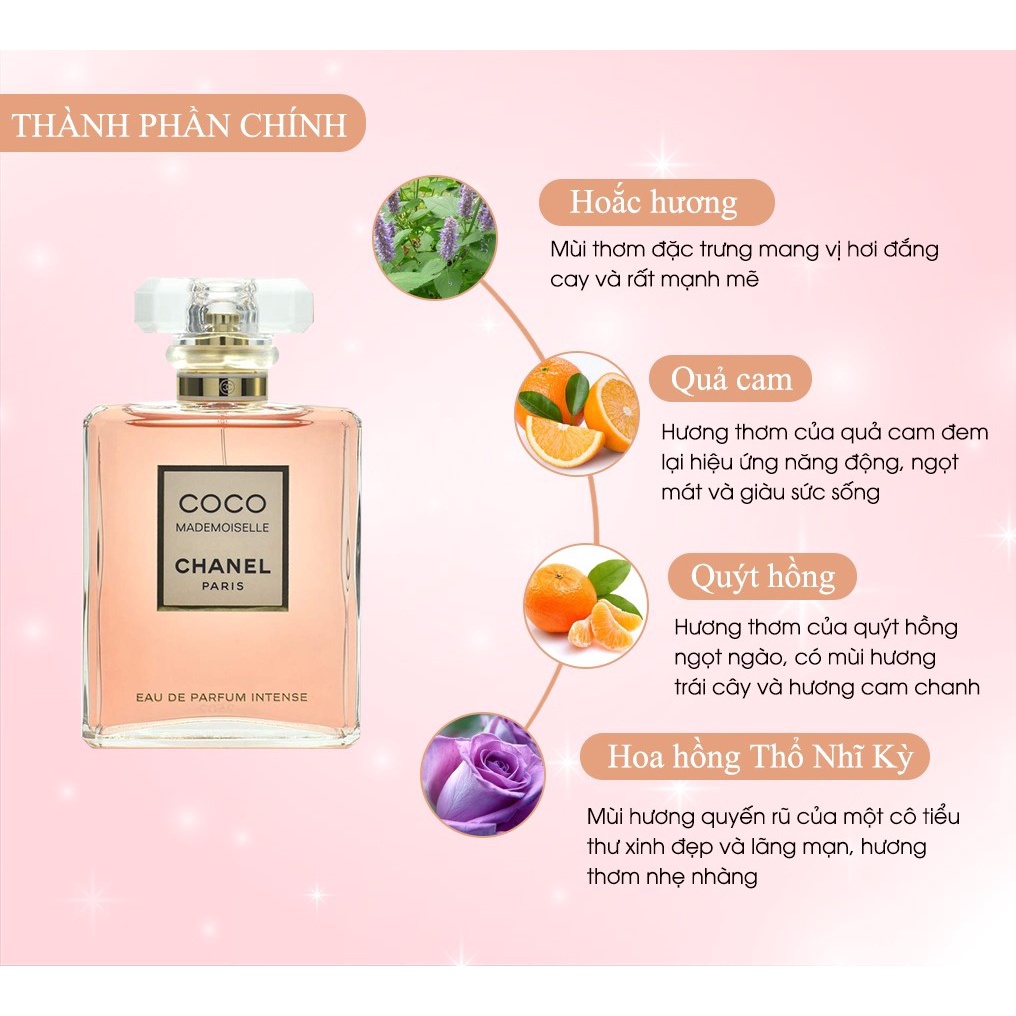 THÀNH PHẦN CHÍNH
Hoắc hương
Mùi thơm đặc trưng mang vị hơi đắng
cay và rất mạnh mẽ
Quả cam
Hương thơm của quả cam đem
lại hiệu ứng năng động, ngọt
mát và giàu sức sống
COCO
MADEMOISELLE
CHANEL
PARIS
EAU DE PARFUM INTENSE
Quýt hồng
Hương thơm của quýt hồng
ngọt ngào, có mùi hương
trái cây và hương cam chanh
Hoa hồng Thổ Nhĩ Kỳ
Mùi hương quyến rũ của một cô tiểu
thư xinh đẹp và lãng mạn, hương
thơm nhẹ nhàng